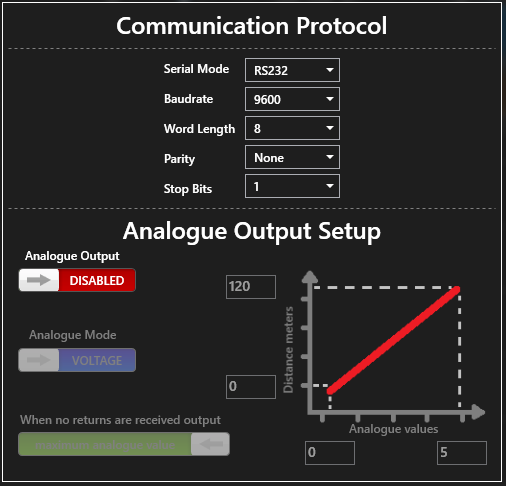 Communication Protocol
Serial Mode RS232
Baudrate 9600
Word Length 8
Parity None
Stop Bits 1
Analogue Output Setup
Analogue Output
DISABLED
120
Distance meters
Analogue Mode
VOLTAGE
0
When no returns are received output
Analogue values
0 5